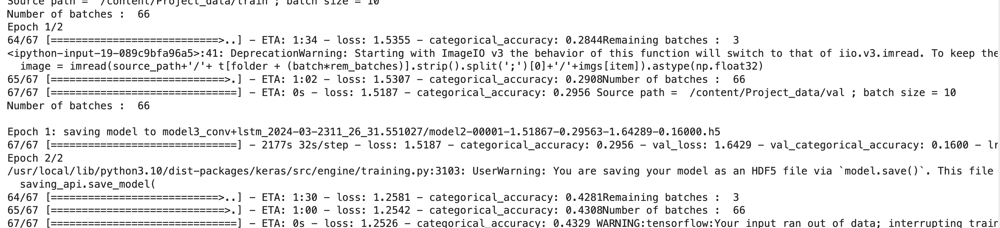 Source path =  /content/Project_data/train ; batch size = 10
Number of batches :  66
Epoch 1/2
64/67 [===========================>..] - ETA: 1:34 - loss: 1.5355 - categorical_accuracy: 0.2844Remaining batches :  3
<ipython-input-19-089c9bfa96a5>:41: DeprecationWarning: Starting with ImageIO v3 the behavior of this function will switch to that of iio.v3.imread. To keep the
  image = imread(source_path+'/'+ t[folder + (batch*rem_batches)].strip().split(';')[0]+'/'+imgs[item]).astype(np.float32)
65/67 [============================>.] - ETA: 1:02 - loss: 1.5307 - categorical_accuracy: 0.2908Number of batches :  66
67/67 [==============================] - ETA: 0s - loss: 1.5187 - categorical_accuracy: 0.2956 Source path =  /content/Project_data/val ; batch size = 10
Number of batches :  66
Epoch 1: saving model to model3_conv+lstm_2024-03-2311_26_31.551027/model2-00001-1.51867-0.29563-1.64289-0.16000.h5
67/67 [==============================] - 2177s 32s/step - loss: 1.5187 - categorical_accuracy: 0.2956 - val_loss: 1.6429 - val_categorical_accuracy: 0.1600 - lr
Epoch 2/2
/usr/local/lib/python3.10/dist-packages/keras/src/engine/training.py:3103: UserWarning: You are saving your model as an HDF5 file via `model.save()`. This file
  saving_api.save_model(
64/67 [===========================>..] - ETA: 1:30 - loss: 1.2581 - categorical_accuracy: 0.4281Remaining batches :  3
65/67 [============================>.] - ETA: 1:00 - loss: 1.2542 - categorical_accuracy: 0.4308Number of batches :  66
67/67 [==============================] - ETA: 0s - loss: 1.2526 - categorical_accuracy: 0.4329 WARNING:tensorflow:Your input ran out of data; interrupting train